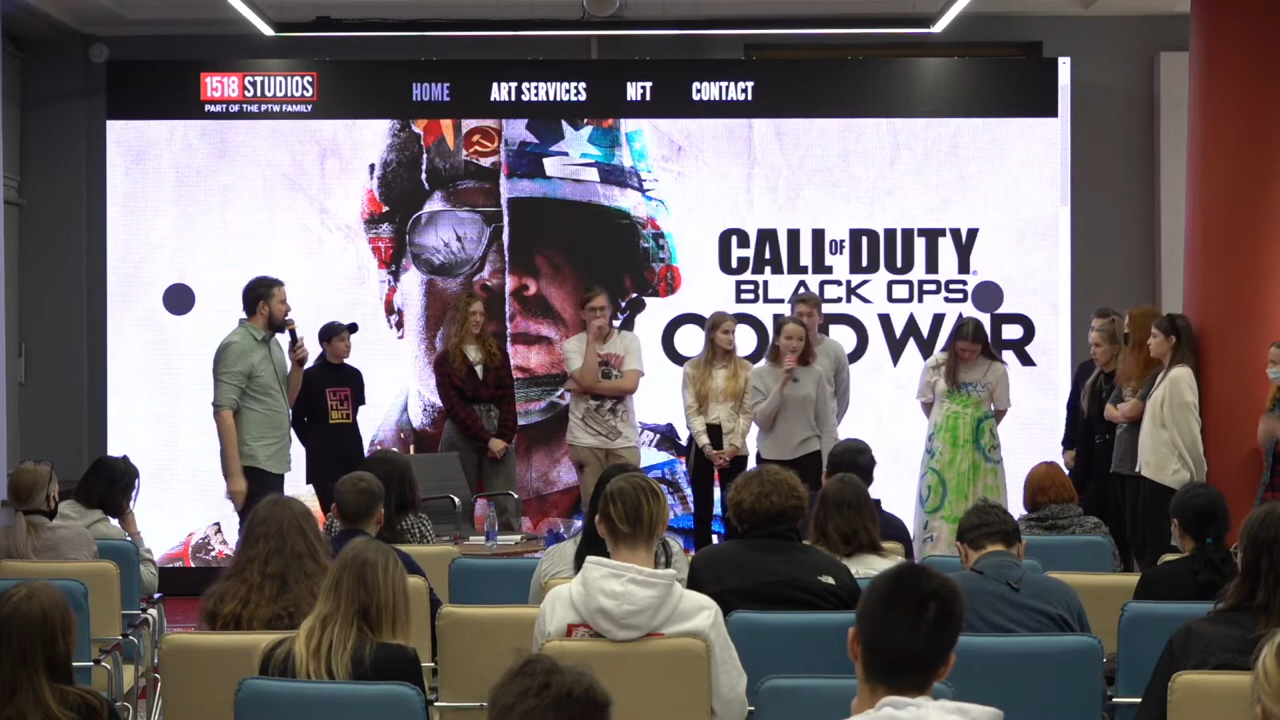 1518 STUDIOS
PART OF THE PTW FAMILY
HOME ART SERVICES NFT CONTACT
CALL OF DUTY
BLACK OPS
COLD WAR
LIT
TLE
BIT